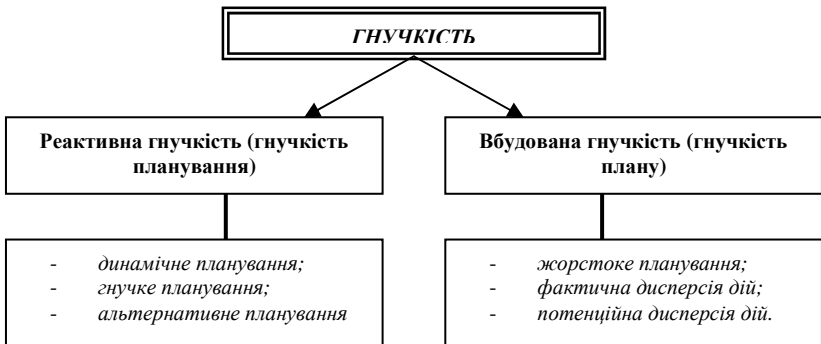 ГНУЧКІСТЬ
Реактивна гнучкість (гнучкість
планування)
Вбудована гнучкість (гнучкість
плану)
- динамічне планування;
- гнучке планування;
- альтернативне планування
- жорстоке планування;
- фактична дисперсія дій;
- потенційна дисперсія дій.